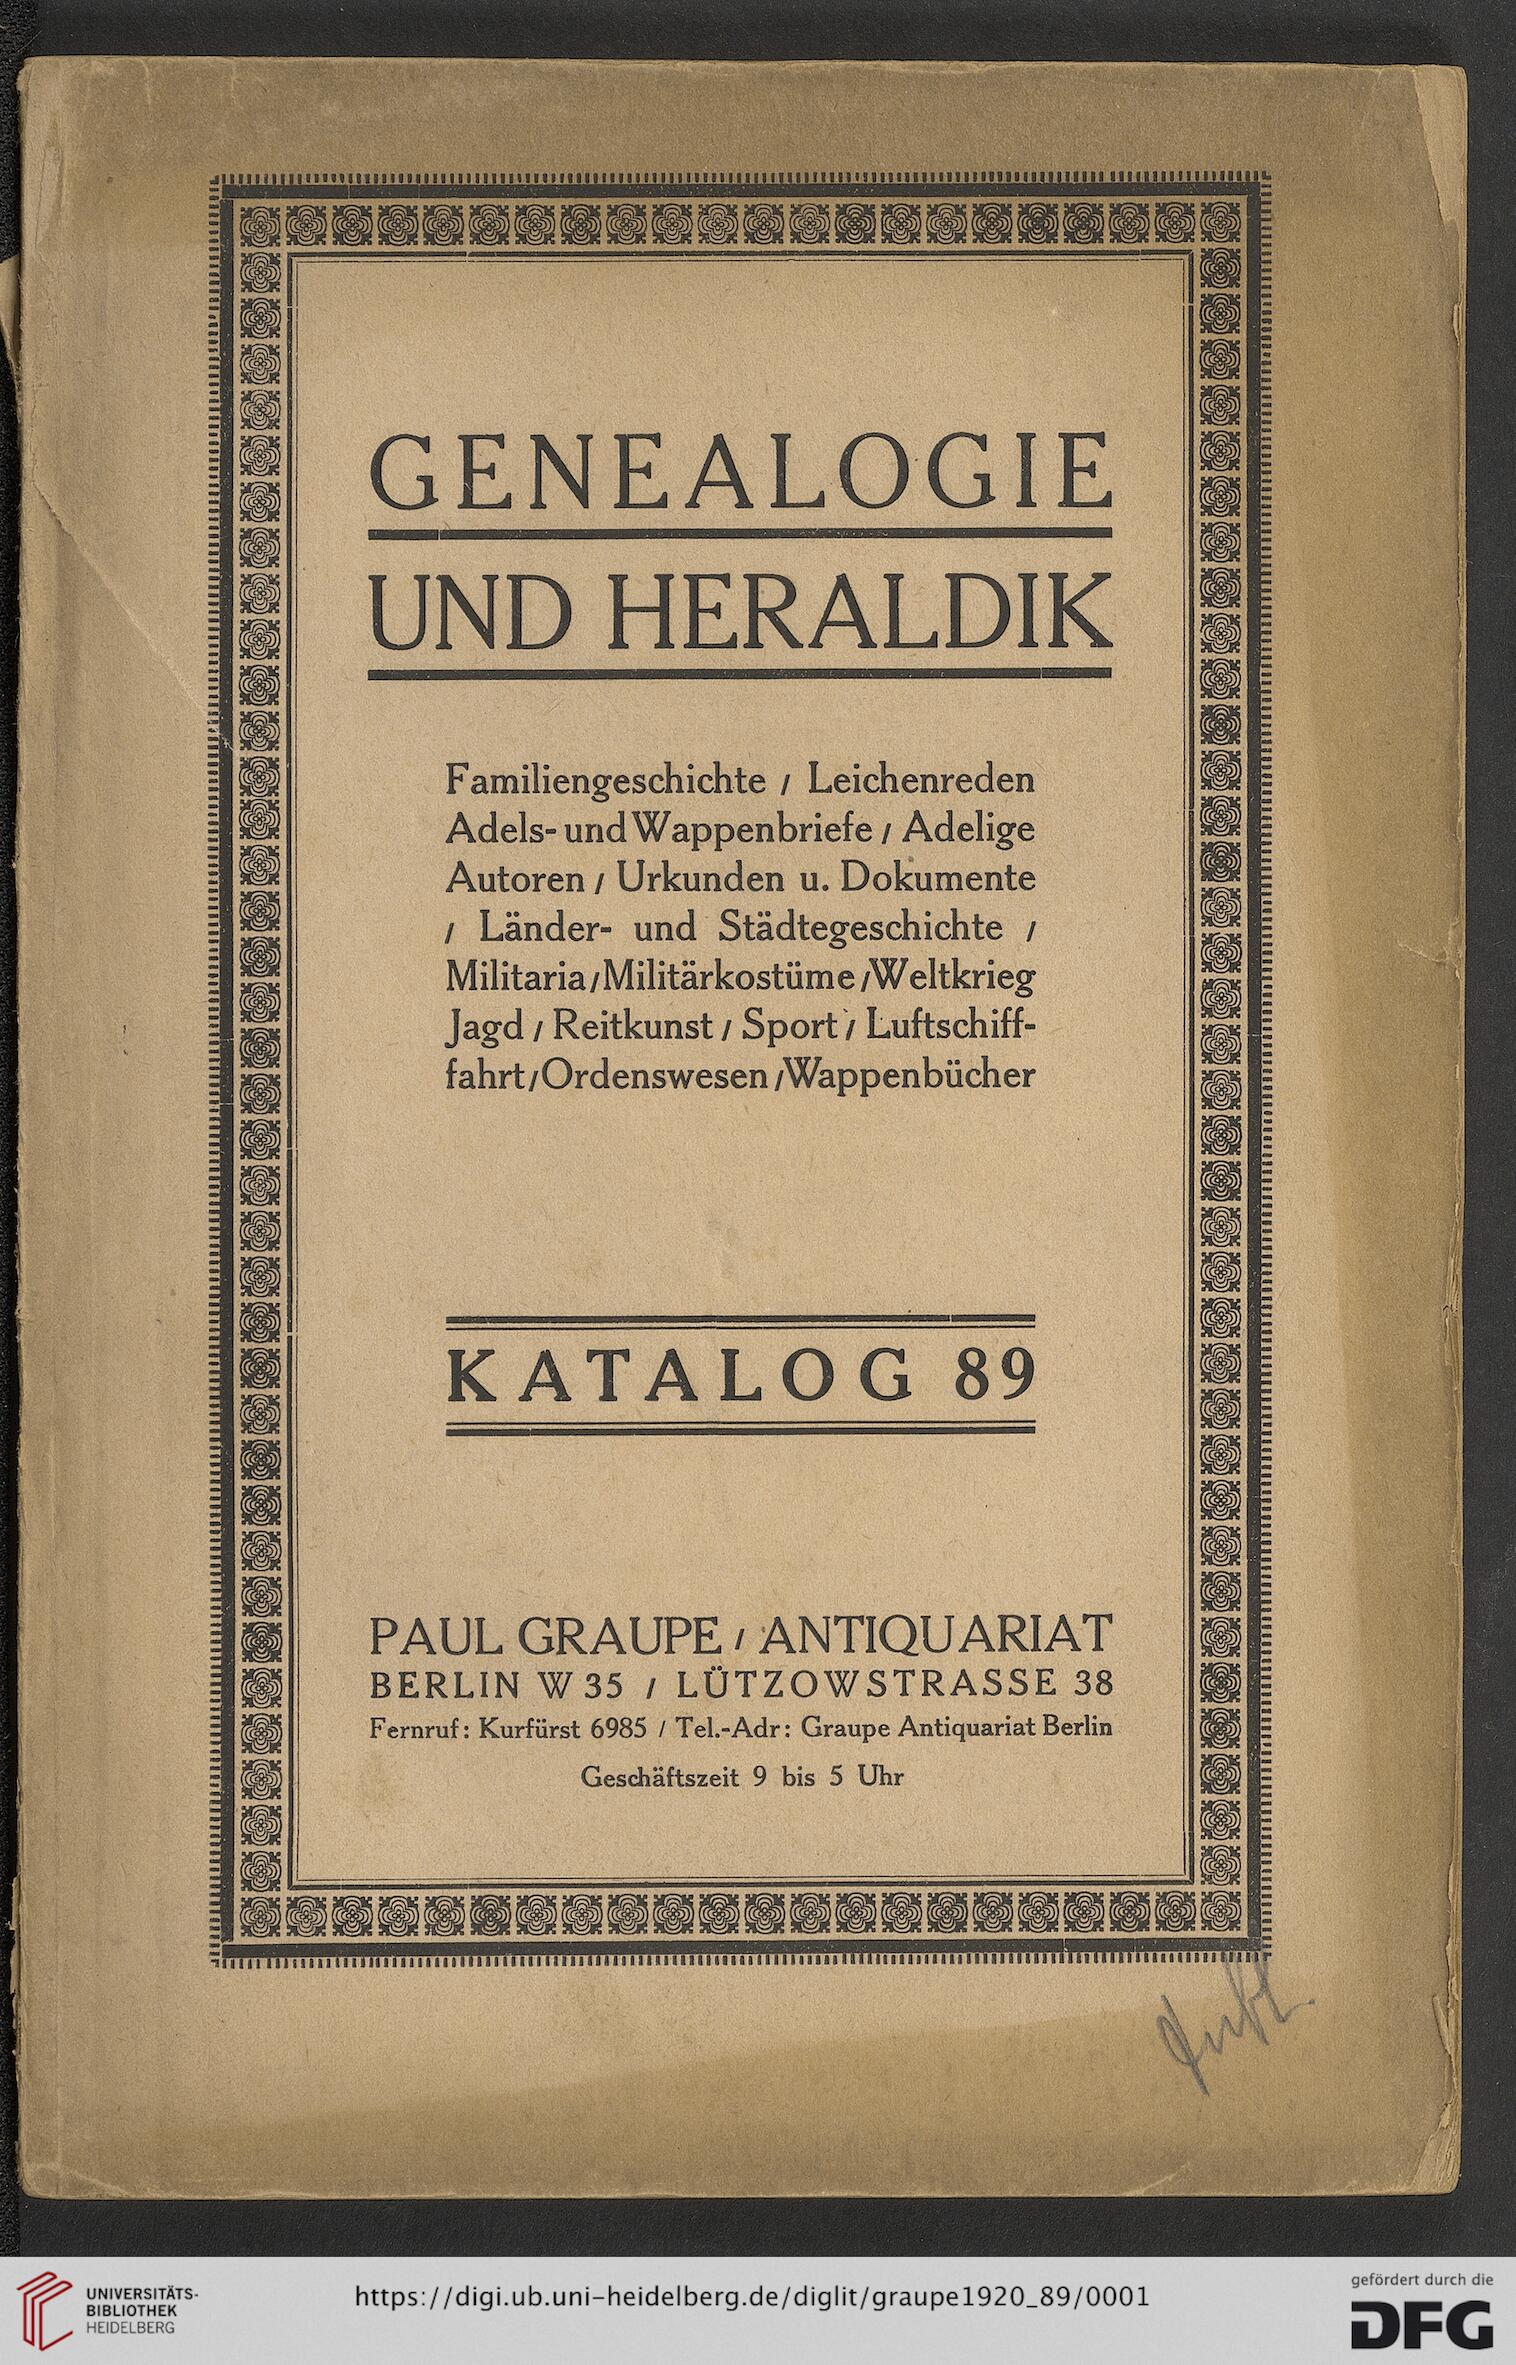 GENEALOGIE
UND HERALDIK
Familiengeschichte / Leichenreden
Adels- und Wappenbriefe / Adelige
Autoren / Urkunden u. Dokumente
/ Länder- und Städtegeschichte /
Militaria / Militärkostüme / Weltkrieg
Jagd / Reitkunst / Sport / Luftschiff-
fahrt / Ordenswesen / Wappenbücher
KATALOG 89
PAUL GRAUPE / ANTIQUARIAT
BERLIN W 35 / LÜTZOWSTRASSE 38
Fernruf: Kurfürst 6985 / Tel.-Adr: Graupe Antiquariat Berlin
Geschäftszeit 9 bis 5 Uhr
UNIVERSITÄTS-
BIBLIOTHEK
HEIDELBERG
https://digi.ub.uni-heidelberg.de/diglit/graupe1920_89/0001
gefördert durch die
DFG